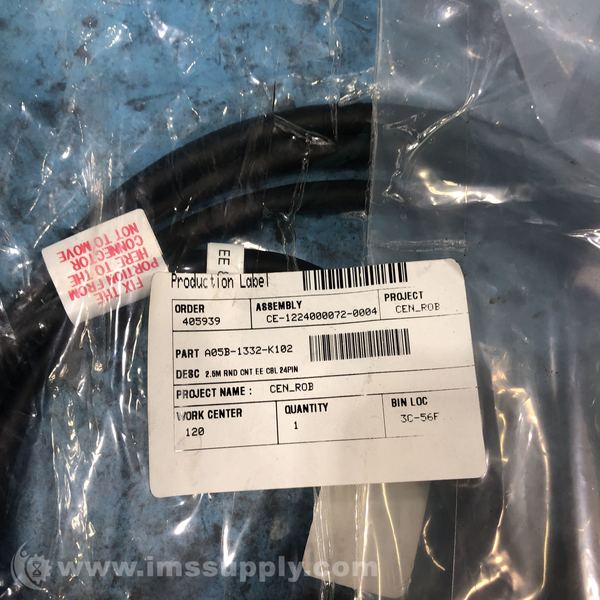 FIX THE
PORTION FROM
HERE TO THE
CONNECTOR
NOT TO MOVE
EE
Production Label
ORDER
405939
ASSEMBLY
CE-1224000072-0004
PROJECT
CEN_ROB
PART A05B-1332-K102
DESC 2.5M RND CNT EE CBL 24PIN
PROJECT NAME : CEN_ROB
WORK CENTER
120
QUANTITY
1
BIN LOC
3C-56F
www.imssupply.com